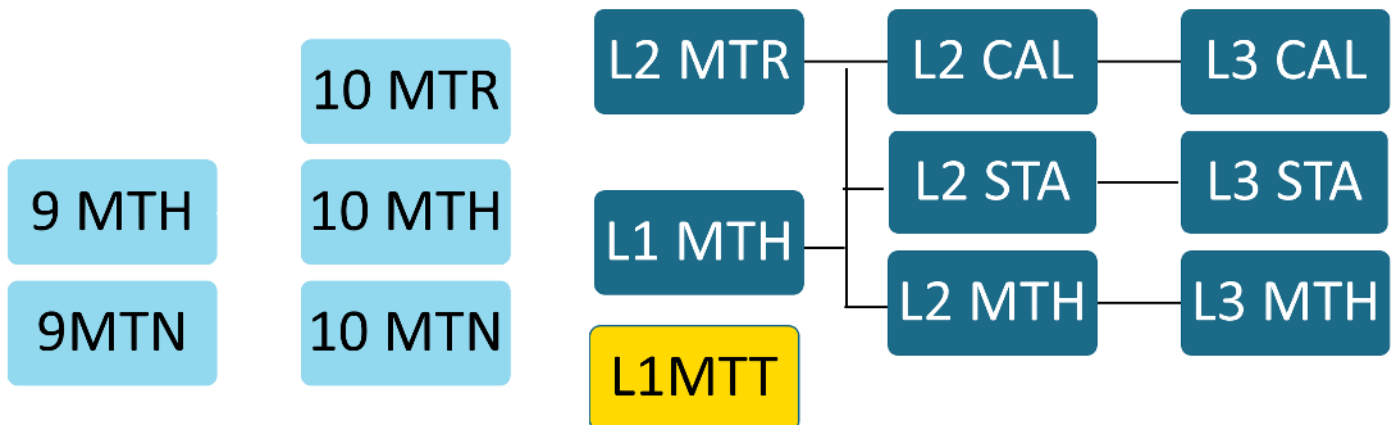 L2 MTR
L2 CAL
L3 CAL
10 MTR
L2 STA
L3 STA
9 MTH
10 MTH
L1 MTH
L2 MTH
L3 MTH
9MTN
10 MTN
L1MTT